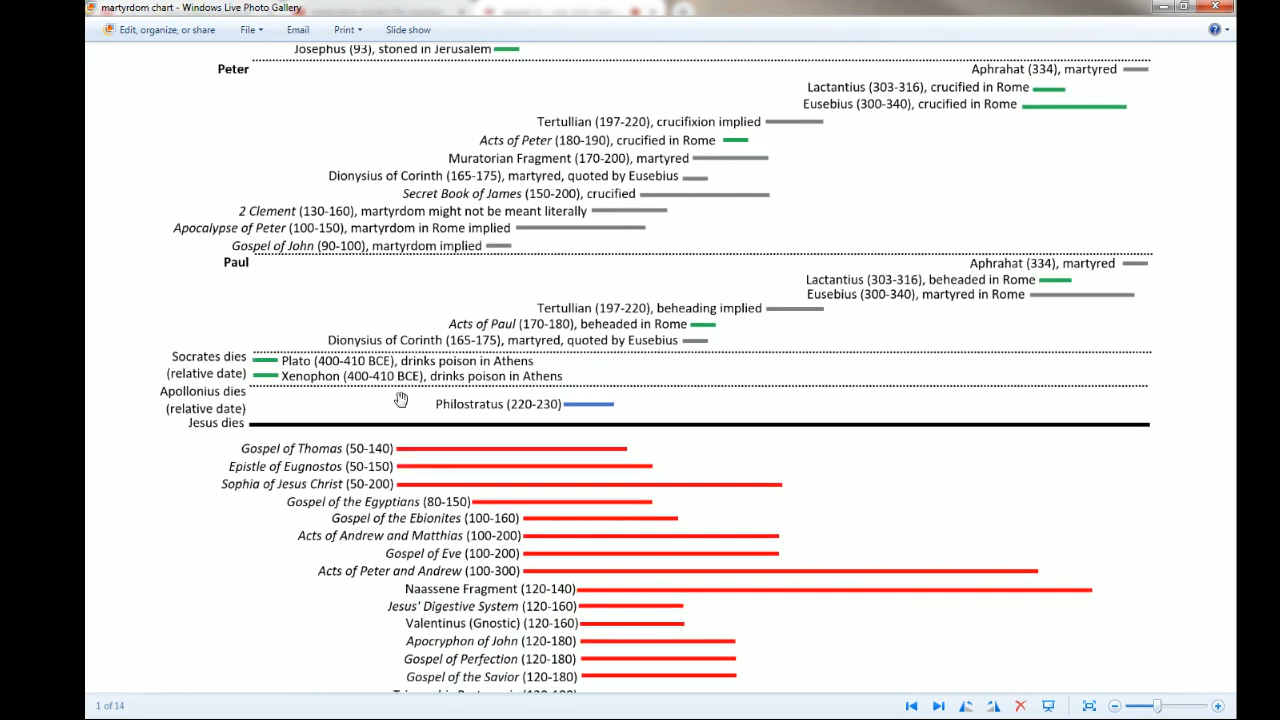 martyrdom chart - Windows Live Photo Gallery
Edit, organize, or share File Email Print Slide show
Josephus (93), stoned in Jerusalem
Peter
Aphrahat (334), martyred
Lactantius (303-316), crucified in Rome
Eusebius (300-340), crucified in Rome
Tertullian (197-220), crucifixion implied
Acts of Peter (180-190), crucified in Rome
Muratorian Fragment (170-200), martyred
Dionysius of Corinth (165-175), martyred, quoted by Eusebius
Secret Book of James (150-200), crucified
2 Clement (130-160), martyrdom might not be meant literally
Apocalypse of Peter (100-150), martyrdom in Rome implied
Gospel of John (90-100), martyrdom implied
Paul
Aphrahat (334), martyred
Lactantius (303-316), beheaded in Rome
Eusebius (300-340), martyred in Rome
Tertullian (197-220), beheading implied
Acts of Paul (170-180), beheaded in Rome
Dionysius of Corinth (165-175), martyred, quoted by Eusebius
Socrates dies
(relative date)
Plato (400-410 BCE), drinks poison in Athens
Xenophon (400-410 BCE), drinks poison in Athens
Apollonius dies
(relative date)
Philostratus (220-230)
Jesus dies
Gospel of Thomas (50-140)
Epistle of Eugnostos (50-150)
Sophia of Jesus Christ (50-200)
Gospel of the Egyptians (80-150)
Gospel of the Ebionites (100-160)
Acts of Andrew and Matthias (100-200)
Gospel of Eve (100-200)
Acts of Peter and Andrew (100-300)
Naassene Fragment (120-140)
Jesus' Digestive System (120-160)
Valentinus (Gnostic) (120-160)
Apocryphon of John (120-180)
Gospel of Perfection (120-180)
Gospel of the Savior (120-180)
1 of 14